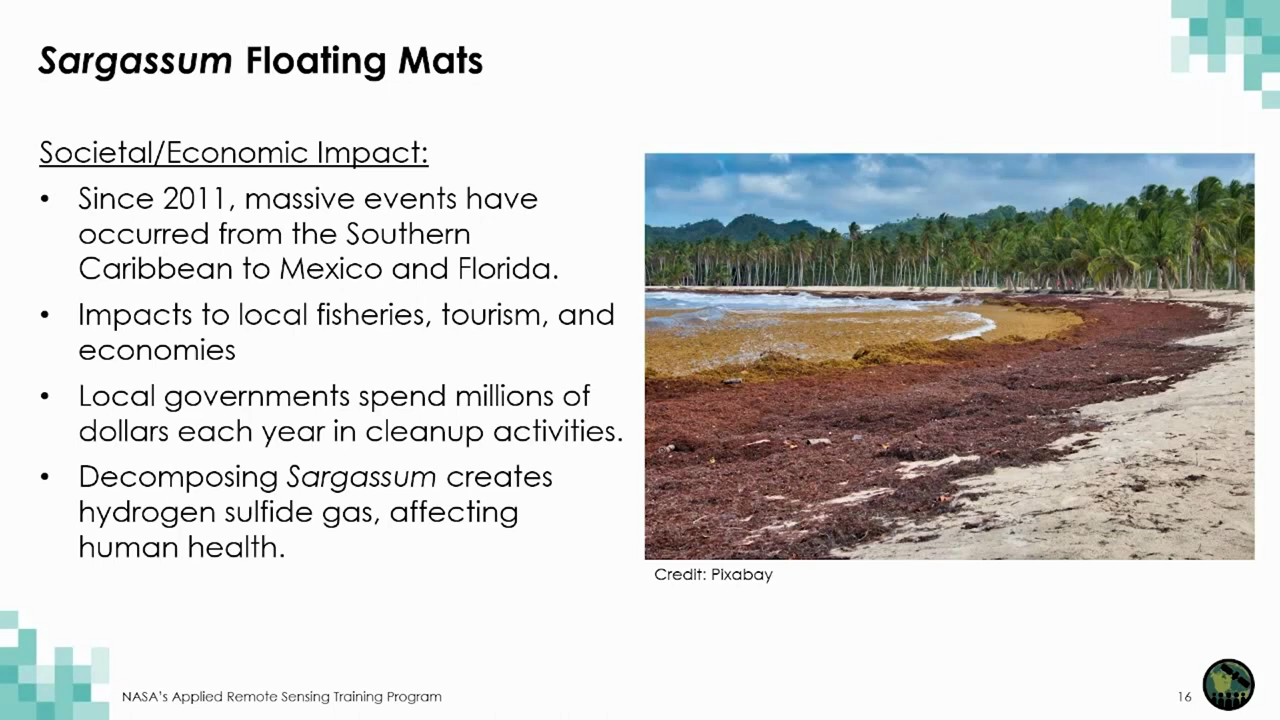 Sargassum Floating Mats
Societal/Economic Impact:
• Since 2011, massive events have
occurred from the Southern
Caribbean to Mexico and Florida.
• Impacts to local fisheries, tourism, and
economies
• Local governments spend millions of
dollars each year in cleanup activities.
• Decomposing Sargassum creates
hydrogen sulfide gas, affecting
human health.
Credit: Pixabay
NASA's Applied Remote Sensing Training Program
16